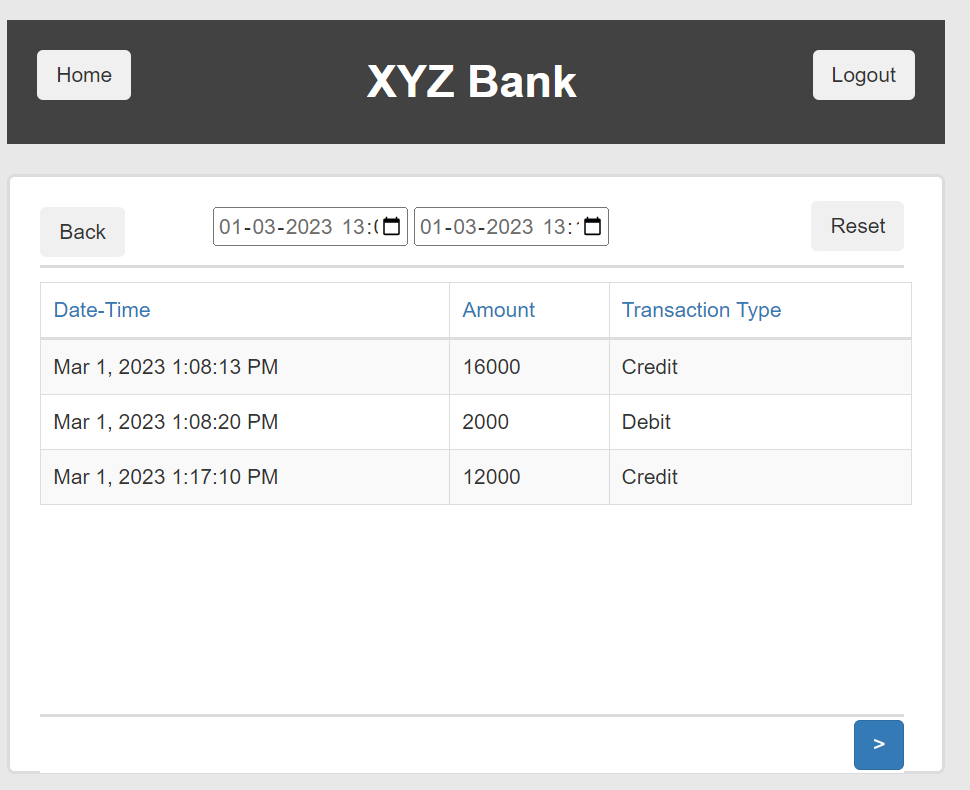 Home XYZ Bank Logout
Back 01-03-2023 13: 01-03-2023 13: Reset
Date-Time Amount Transaction Type
Mar 1, 2023 1:08:13 PM 16000 Credit
Mar 1, 2023 1:08:20 PM 2000 Debit
Mar 1, 2023 1:17:10 PM 12000 Credit
>